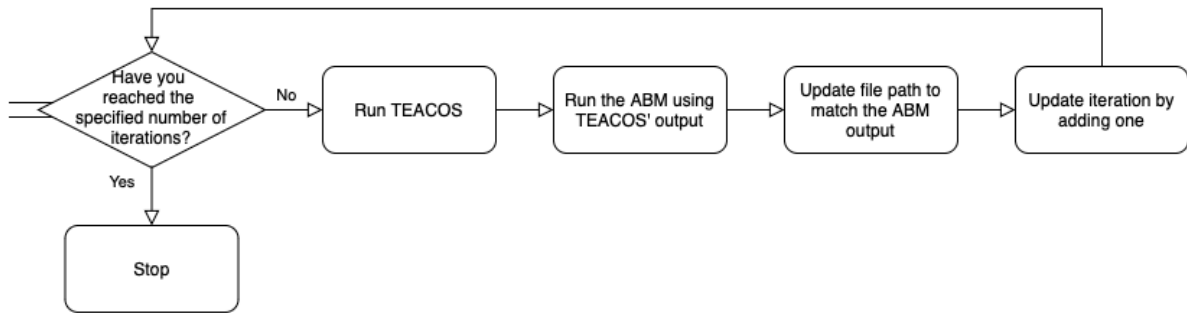 Have you
reached the
specified number of
iterations?
No
Run TEACOS
Run the ABM using
TEACOS' output
Update file path to
match the ABM
output
Update iteration by
adding one
Yes
Stop